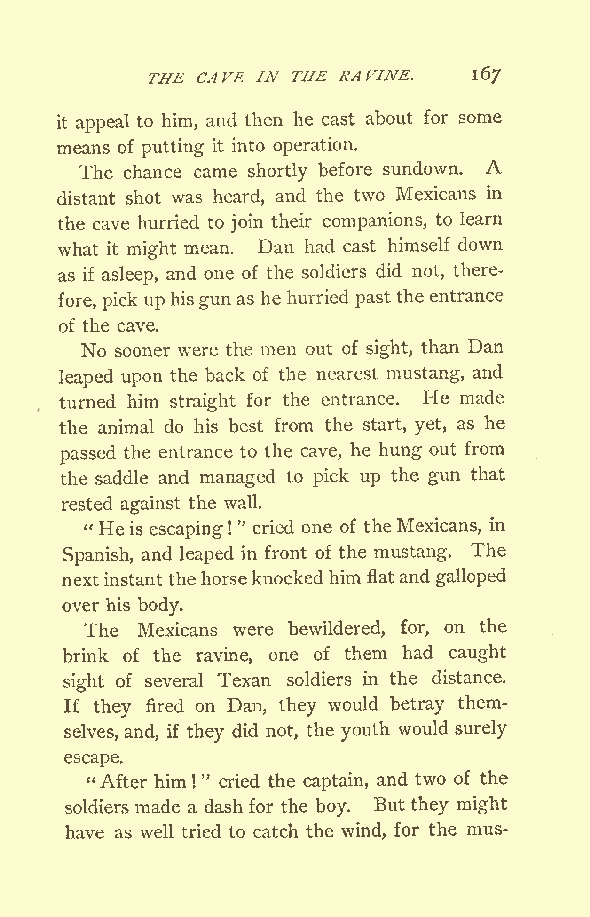 THE CAVE IN THE RAVINE. 167
it appeal to him, and then he cast about for some
means of putting it into operation.
The chance came shortly before sundown. A
distant shot was heard, and the two Mexicans in
the cave hurried to join their companions, to learn
what it might mean. Dan had cast himself down
as if asleep, and one of the soldiers did not, there-
fore, pick up his gun as he hurried past the entrance
of the cave.
No sooner were the men out of sight, than Dan
leaped upon the back of the nearest mustang, and
turned him straight for the entrance. He made
the animal do his best from the start, yet, as he
passed the entrance to the cave, he hung out from
the saddle and managed to pick up the gun that
rested against the wall.
"He is escaping!" cried one of the Mexicans, in
Spanish, and leaped in front of the mustang. The
next instant the horse knocked him flat and galloped
over his body.
The Mexicans were bewildered, for, on the
brink of the ravine, one of them had caught
sight of several Texan soldiers in the distance.
If they fired on Dan, they would betray them-
selves, and, if they did not, the youth would surely
escape.
"After him!" cried the captain, and two of the
soldiers made a dash for the boy. But they might
have as well tried to catch the wind, for the mus-